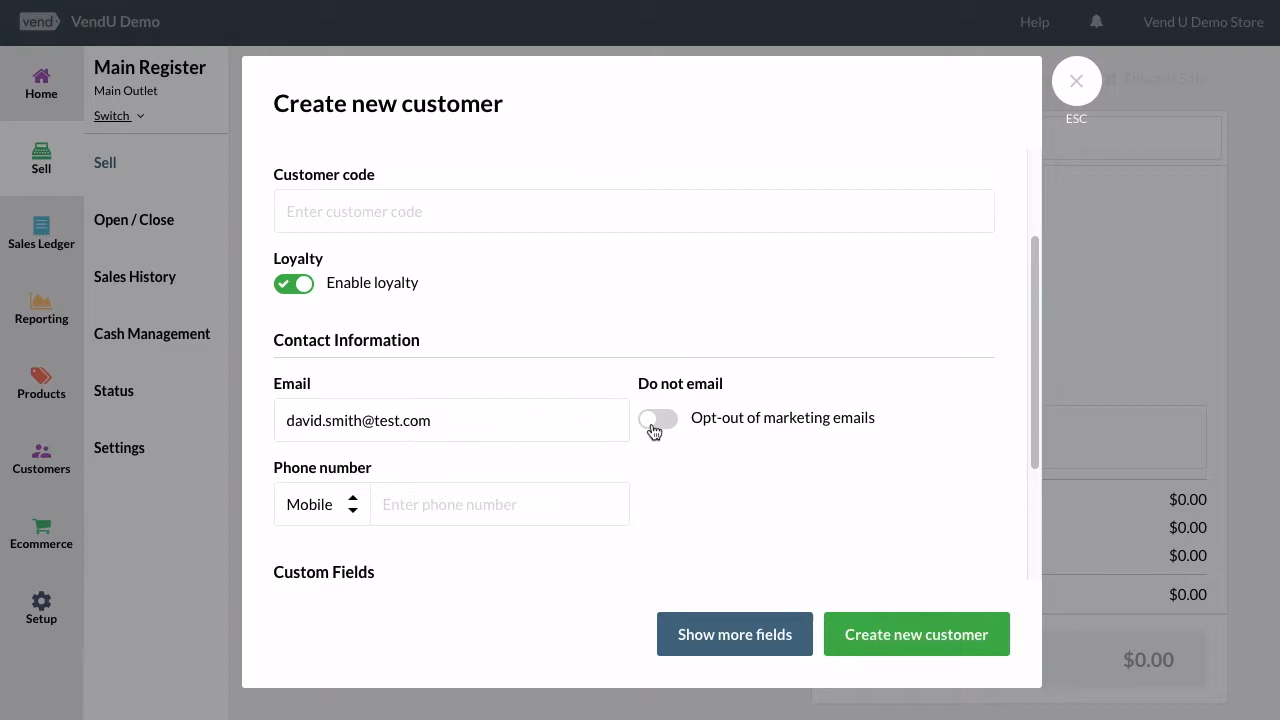 vend VendU Demo
Help
Vend U Demo Store
Home
Sell
Sales Ledger
Reporting
Products
Customers
Ecommerce
Setup
Main Register
Main Outlet
Switch
Sell
Open / Close
Sales History
Cash Management
Status
Settings
Create new customer
ESC
Customer code
Enter customer code
Loyalty
Enable loyalty
Contact Information
Email
Do not email
david.smith@test.com
Opt-out of marketing emails
Phone number
Mobile
Enter phone number
Custom Fields
Show more fields
Create new customer
$0.00
$0.00
$0.00
$0.00
$0.00